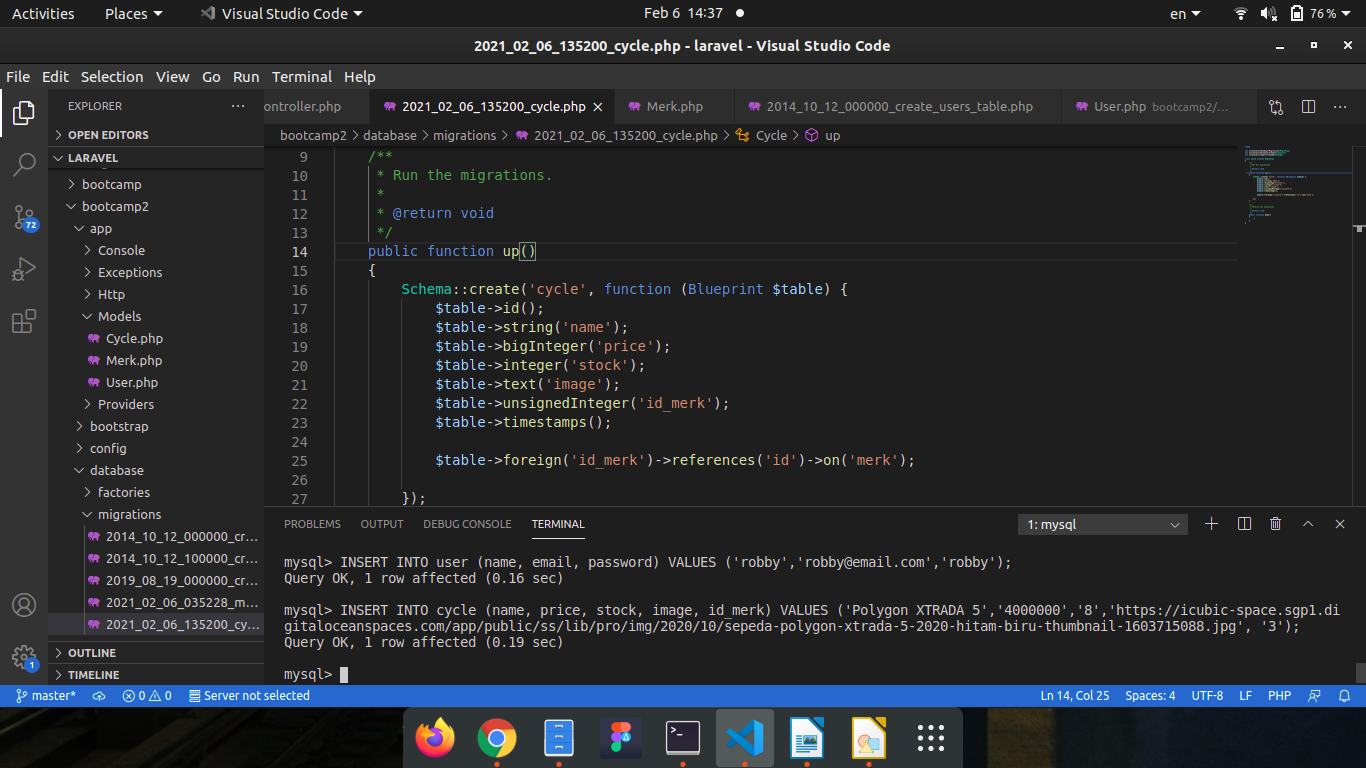 Activities Places Visual Studio Code Feb 6 14:37 en 76%
2021_02_06_135200_cycle.php - laravel - Visual Studio Code
File Edit Selection View Go Run Terminal Help
EXPLORER
OPEN EDITORS
LARAVEL
bootcamp
bootcamp2
app
Console
Exceptions
Http
Models
Cycle.php
Merk.php
User.php
Providers
bootstrap
config
database
factories
migrations
2014_10_12_000000_cr...
2014_10_12_100000_cr...
2019_08_19_000000_cr...
2021_02_06_035228_m...
2021_02_06_135200_cy...
OUTLINE
TIMELINE
72
1
ontroller.php 2021_02_06_135200_cycle.php Merk.php 2014_10_12_000000_create_users_table.php User.php bootcamp2/...
bootcamp2 > database > migrations > 2021_02_06_135200_cycle.php > Cycle > up
9 /**
10 * Run the migrations.
11 *
12 * @return void
13 */
14 public function up()
15 {
16 Schema::create('cycle', function (Blueprint $table) {
17 $table->id();
18 $table->string('name');
19 $table->bigInteger('price');
20 $table->integer('stock');
21 $table->text('image');
22 $table->unsignedInteger('id_merk');
23 $table->timestamps();
24
25 $table->foreign('id_merk')->references('id')->on('merk');
26
27 });
PROBLEMS OUTPUT DEBUG CONSOLE TERMINAL 1: mysql
mysql> INSERT INTO user (name, email, password) VALUES ('robby','robby@email.com','robby');
Query OK, 1 row affected (0.16 sec)
mysql> INSERT INTO cycle (name, price, stock, image, id_merk) VALUES ('Polygon XTRADA 5','4000000','8','https://icubic-space.sgp1.di
gitaloceanspaces.com/app/public/ss/lib/pro/img/2020/10/sepeda-polygon-xtrada-5-2020-hitam-biru-thumbnail-1603715088.jpg', '3');
Query OK, 1 row affected (0.19 sec)
mysql>
master* 0 0 Server not selected Ln 14, Col 25 Spaces: 4 UTF-8 LF PHP